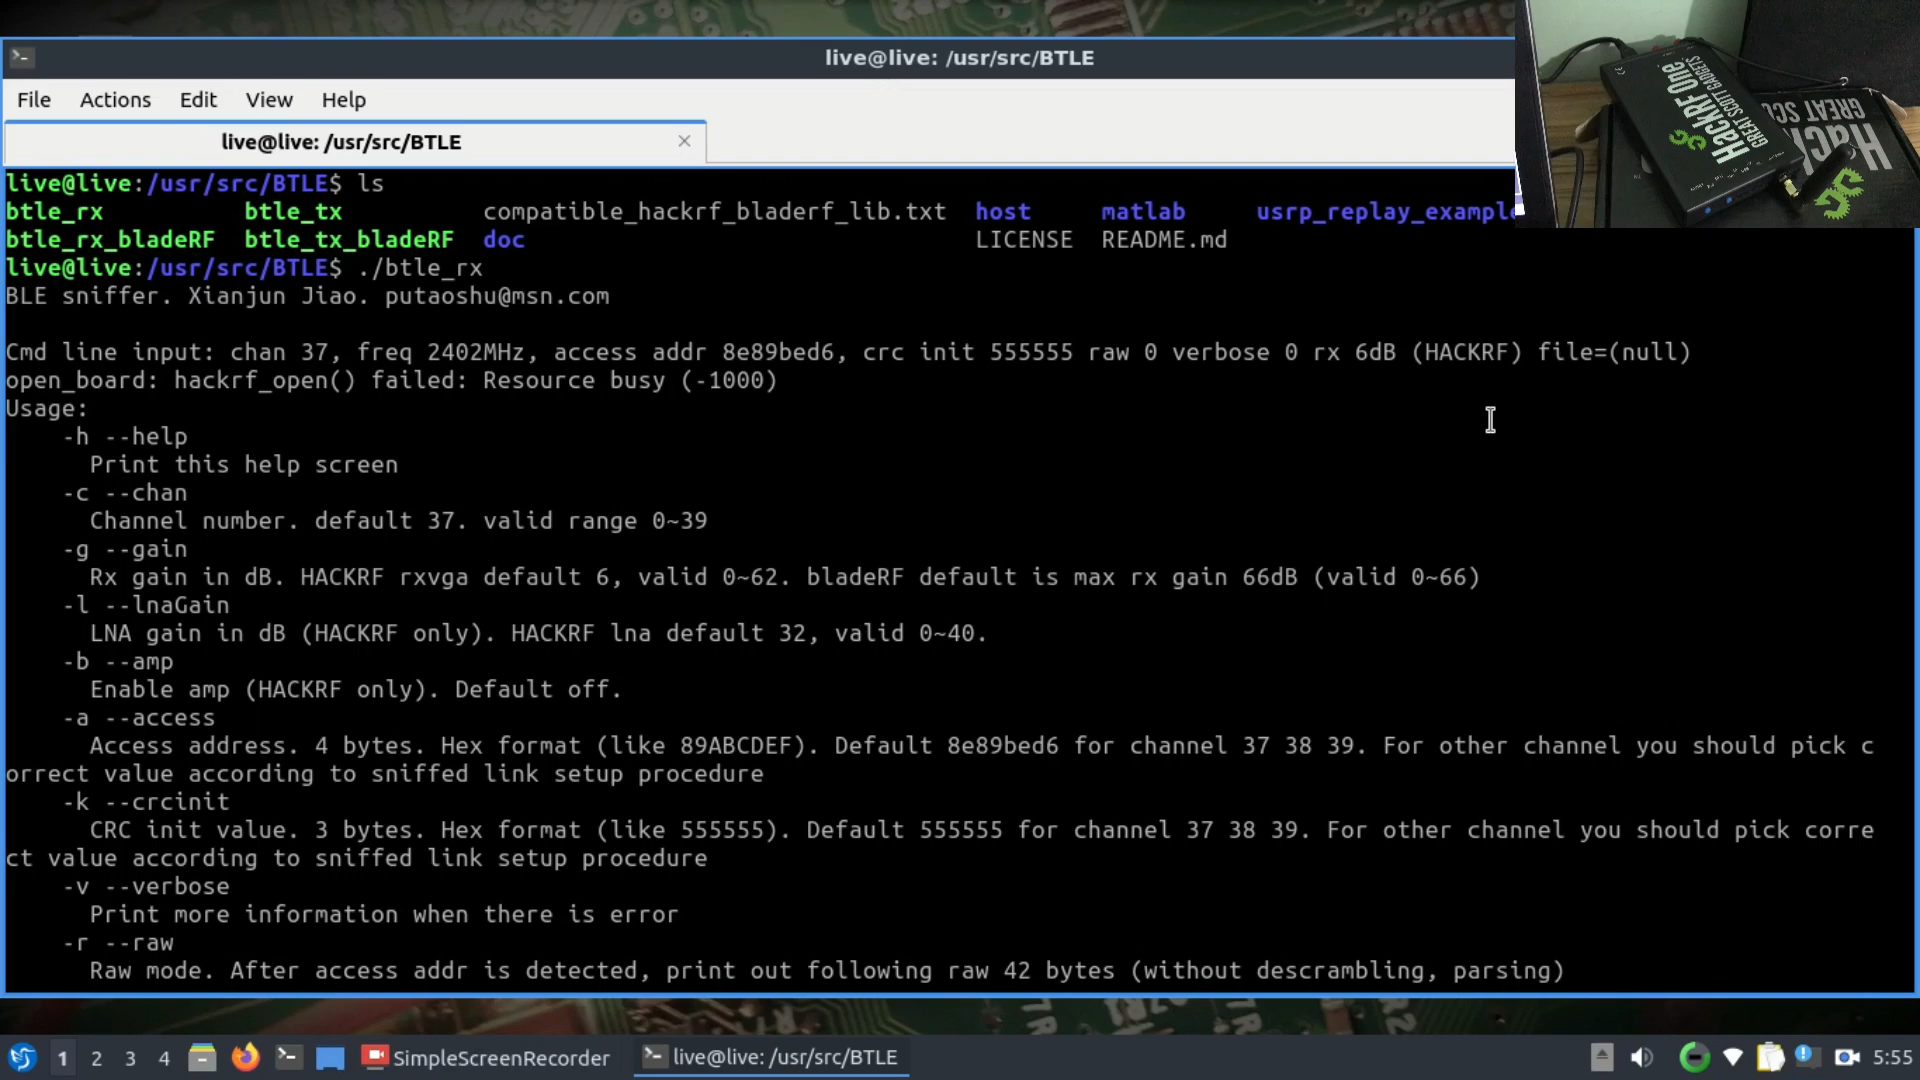 live@live: /usr/src/BTLE
File Actions Edit View Help
live@live: /usr/src/BTLE ×
HackRF One
GREAT SCOTT GADGETS
GREAT SCOTT
live@live:/usr/src/BTLE$ ls
btle_rx btle_tx compatible_hackrf_bladerf_lib.txt host matlab usrp_replay_example
btle_rx_bladeRF btle_tx_bladeRF doc LICENSE README.md
live@live:/usr/src/BTLE$ ./btle_rx
BLE sniffer. Xianjun Jiao. putaoshu@msn.com
Cmd line input: chan 37, freq 2402MHz, access addr 8e89bed6, crc init 555555 raw 0 verbose 0 rx 6dB (HACKRF) file=(null)
open_board: hackrf_open() failed: Resource busy (-1000)
Usage:
-h --help
Print this help screen
-c --chan
Channel number. default 37. valid range 0~39
-g --gain
Rx gain in dB. HACKRF rxvga default 6, valid 0~62. bladeRF default is max rx gain 66dB (valid 0~66)
-l --lnaGain
LNA gain in dB (HACKRF only). HACKRF lna default 32, valid 0~40.
-b --amp
Enable amp (HACKRF only). Default off.
-a --access
Access address. 4 bytes. Hex format (like 89ABCDEF). Default 8e89bed6 for channel 37 38 39. For other channel you should pick c
orrect value according to sniffed link setup procedure
-k --crcinit
CRC init value. 3 bytes. Hex format (like 555555). Default 555555 for channel 37 38 39. For other channel you should pick corre
ct value according to sniffed link setup procedure
-v --verbose
Print more information when there is error
-r --raw
Raw mode. After access addr is detected, print out following raw 42 bytes (without descrambling, parsing)
1 2 3 4 SimpleScreenRecorder live@live: /usr/src/BTLE 5:55